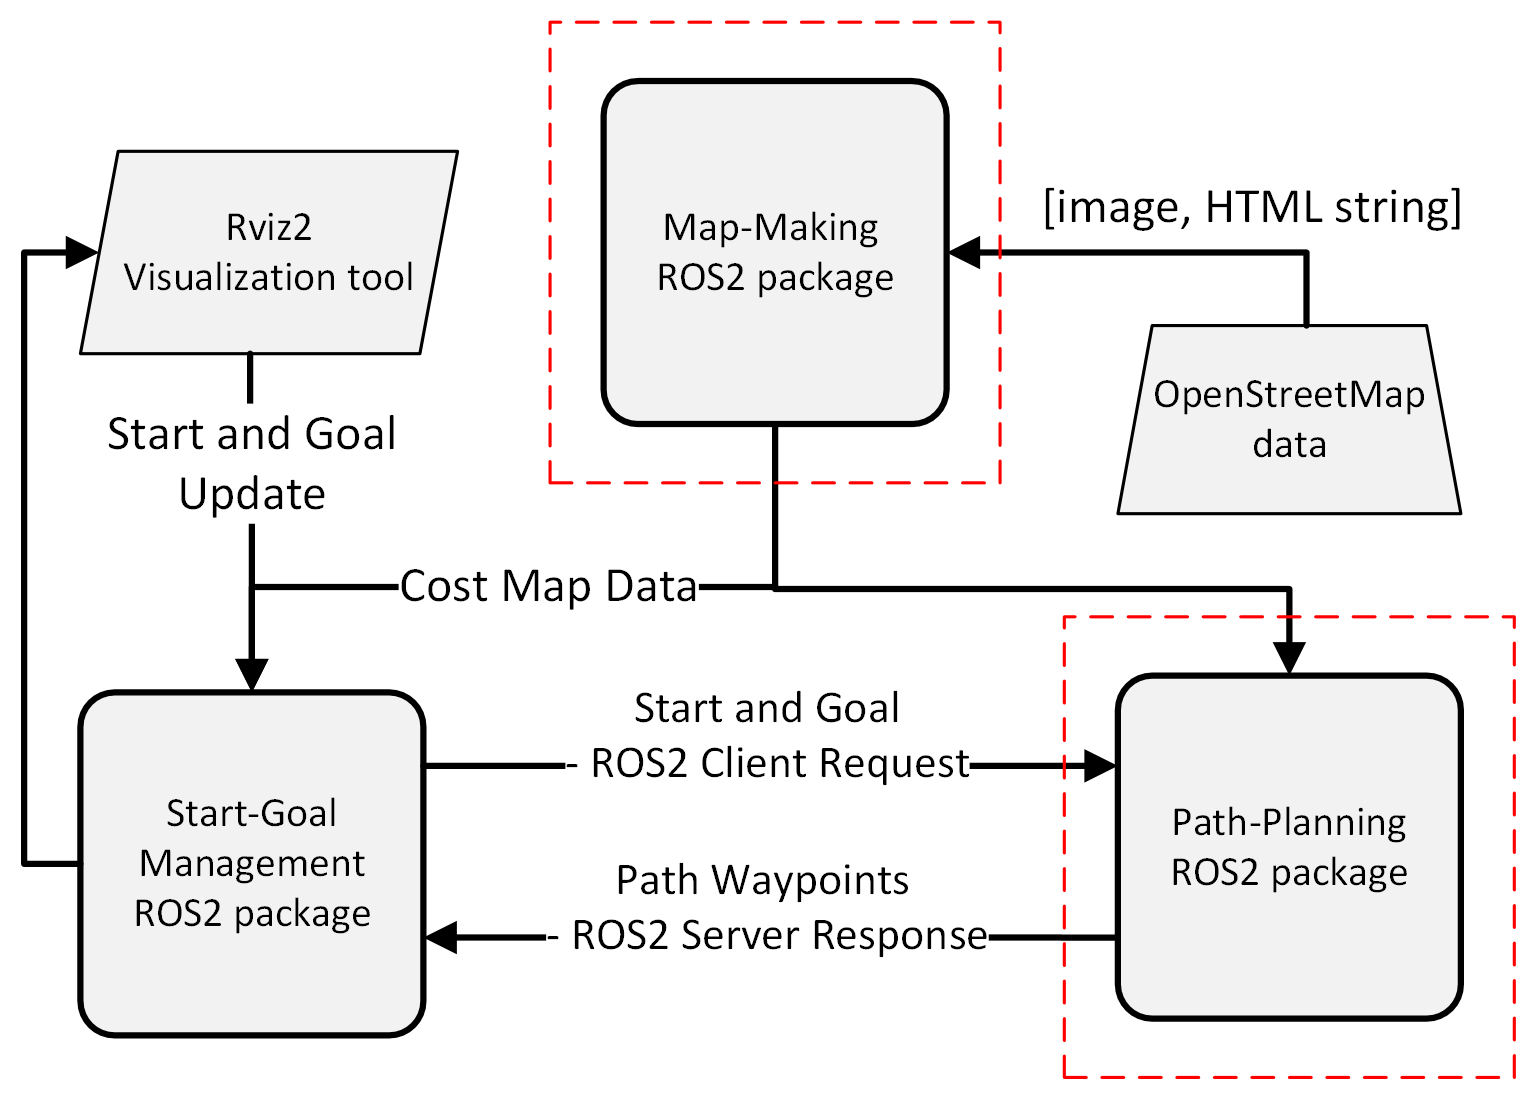 Map-Making
ROS2 package
[image, HTML string]
Rviz2
Visualization tool
OpenStreetMap
data
Start and Goal
Update
Cost Map Data
Start and Goal
- ROS2 Client Request
Start-Goal
Management
ROS2 package
Path-Planning
ROS2 package
Path Waypoints
- ROS2 Server Response